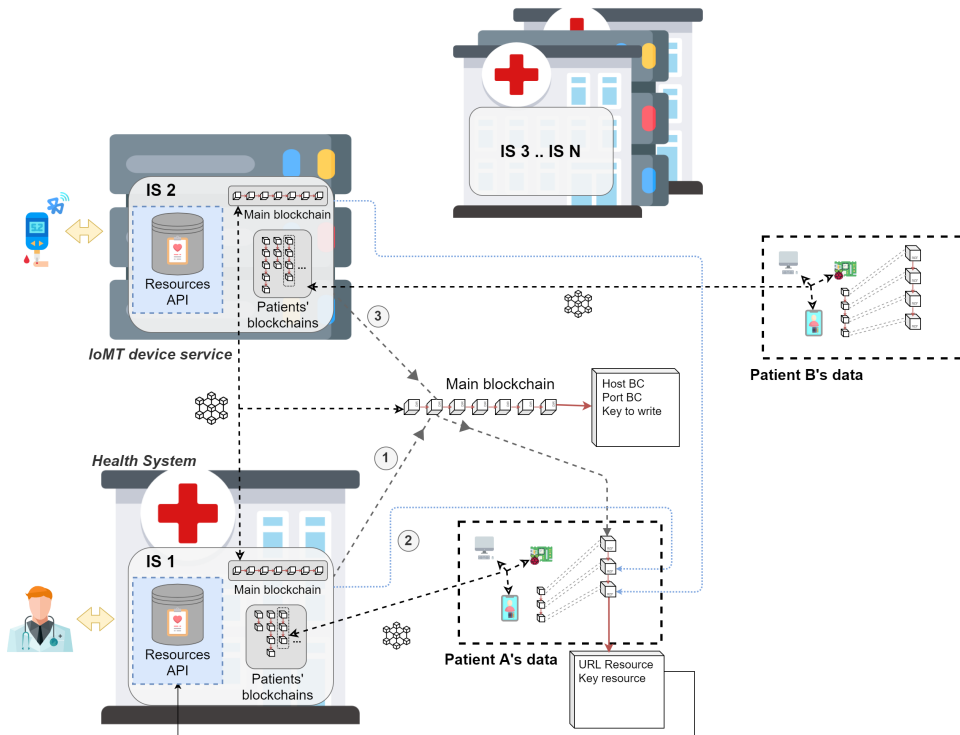 IS 3 .. IS N
IS 2
Main blockchain
Resources
API
...
Patients'
blockchains
IoMT device service
3
Patient B's data
Main blockchain
Host BC
Port BC
Key to write
1
Health System
2
IS 1
Main blockchain
Resources
API
...
Patients'
blockchains
Patient A's data
URL Resource
Key resource